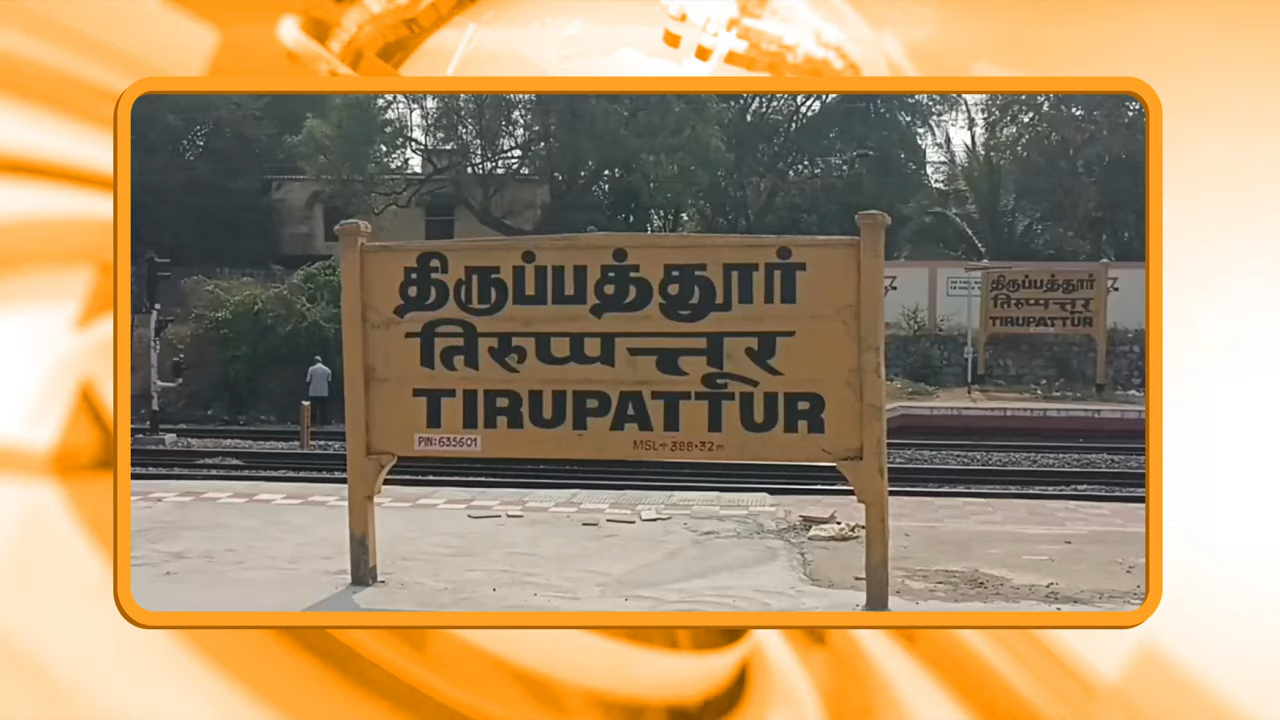 திருப்பத்தூர்
तिरुप्पत्तूर
TIRUPATTUR
PIN:635601
MSL+388·32m
திருப்பத்தூர்
तिरुप्पत्तूर
TIRUPATTUR